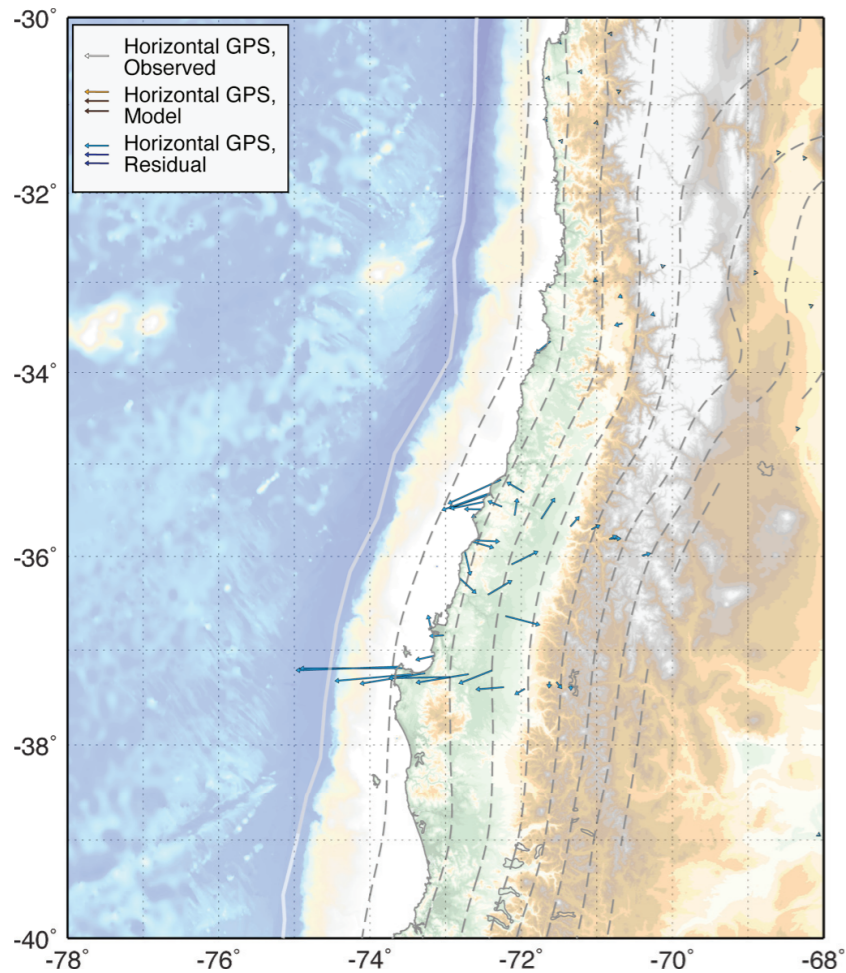 -30°
Horizontal GPS,
Observed
Horizontal GPS,
Model
Horizontal GPS,
Residual
-32°
-34°
-36°
-38°
-40°
-78° -76° -74° -72° -70° -68°